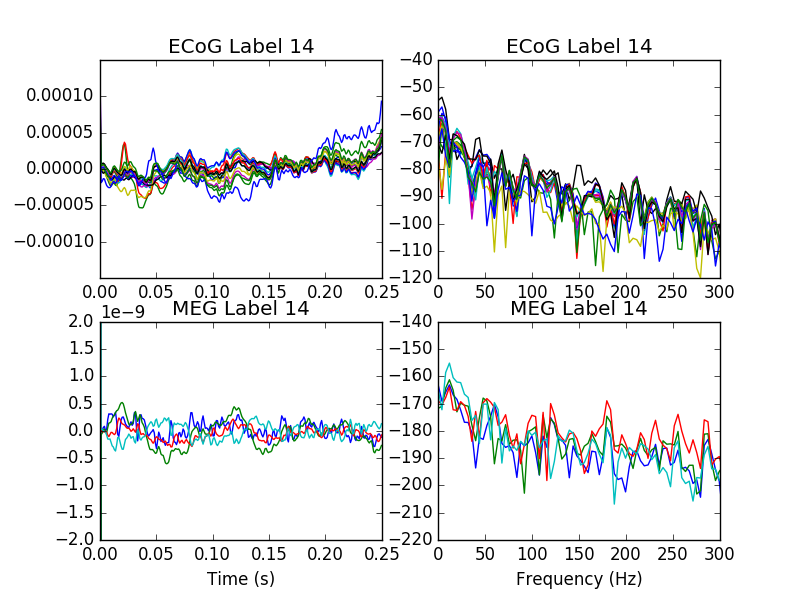 ECoG Label 14
0.00010
0.00005
0.00000
−0.00005
−0.00010
0.00 0.05 0.10 0.15 0.20 0.25
ECoG Label 14
−40
−50
−60
−70
−80
−90
−100
−110
−120
0 50 100 150 200 250 300
MEG Label 14
1e−9
2.0
1.5
1.0
0.5
0.0
−0.5
−1.0
−1.5
−2.0
0.00 0.05 0.10 0.15 0.20 0.25
Time (s)
MEG Label 14
−140
−150
−160
−170
−180
−190
−200
−210
−220
0 50 100 150 200 250 300
Frequency (Hz)